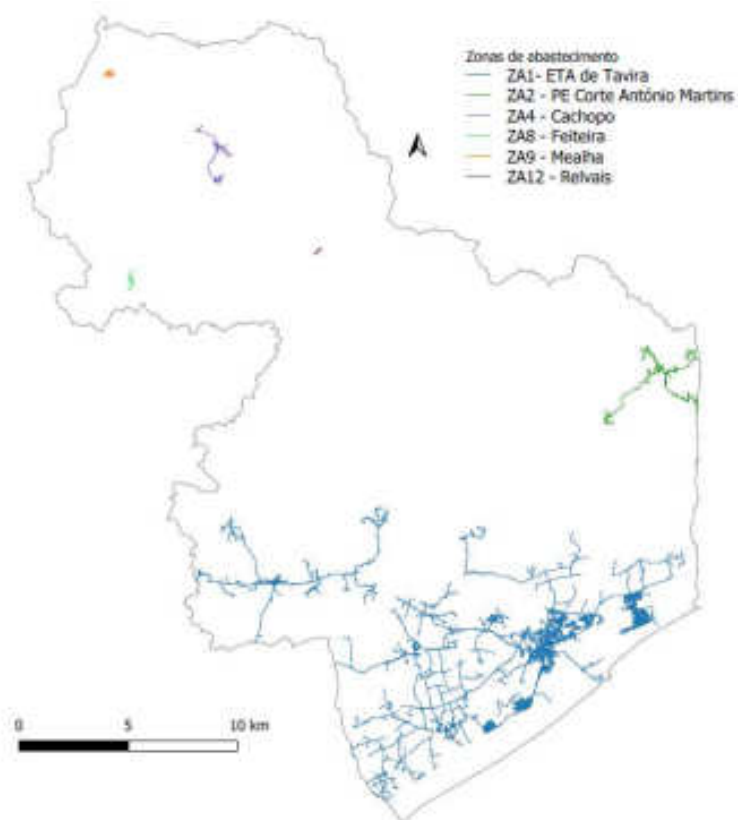 Zonas de abastecimento
ZA1- ETA de Tavira
ZA2 - PE Corte António Martins
ZA4 - Cachopo
ZA8 - Feiteira
ZA9 - Mealha
ZA12 - Relvais
0 5 10 km